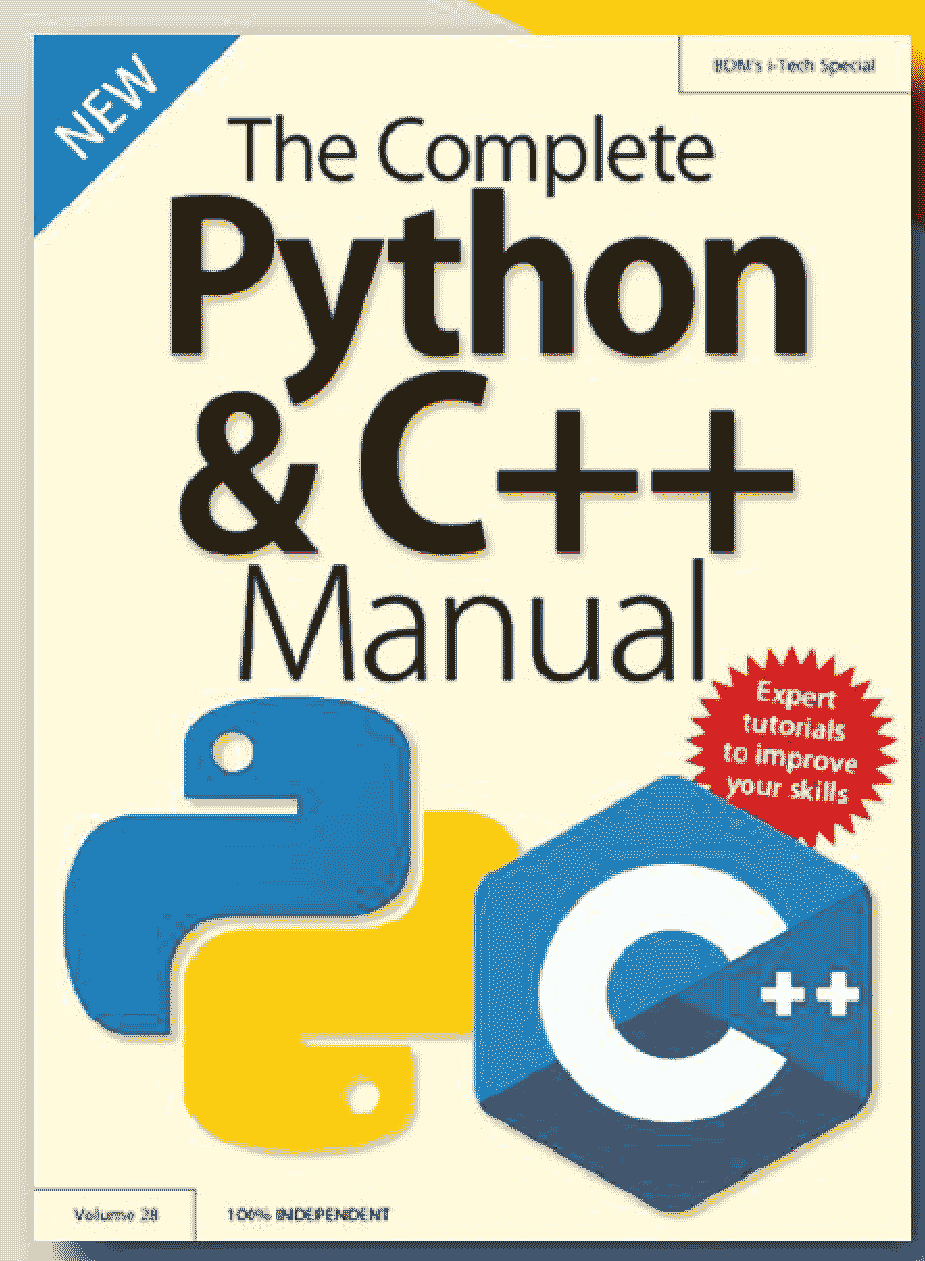 NEW
BDM's i-Tech Special
The Complete
Python
& C++
Manual
Expert
tutorials
to improve
your skills
C++
Volume 28
100% INDEPENDENT